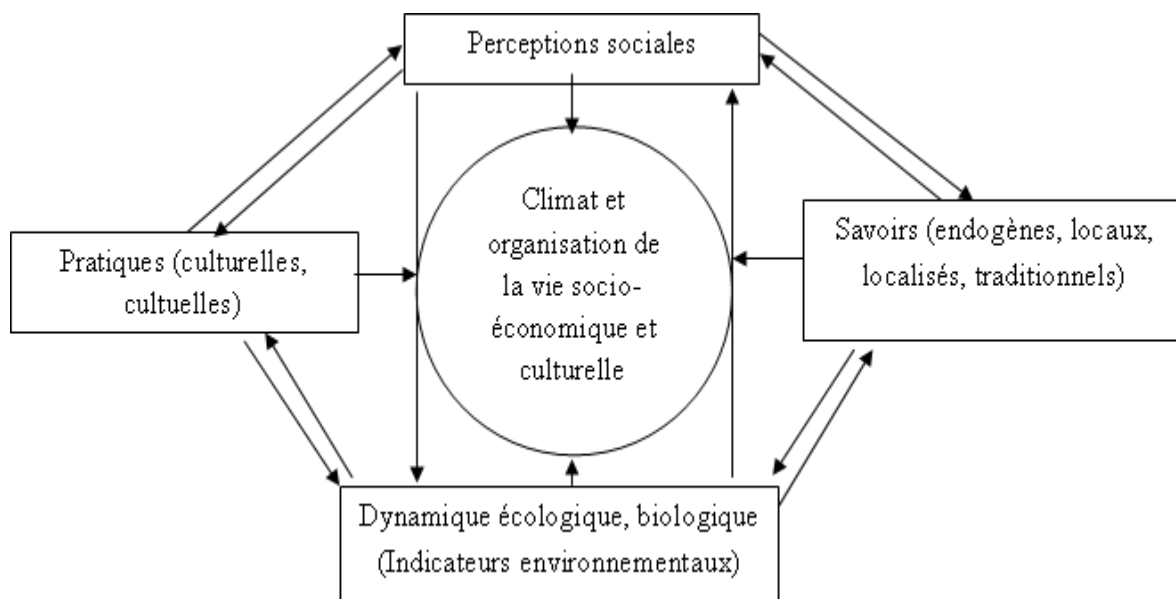 Perceptions sociales
Climat et
organisation de
la vie socio-
économique et
culturelle
Pratiques (culturelles,
cultuelles)
Savoirs (endogènes, locaux,
localisés, traditionnels)
Dynamique écologique, biologique
(Indicateurs environnementaux)